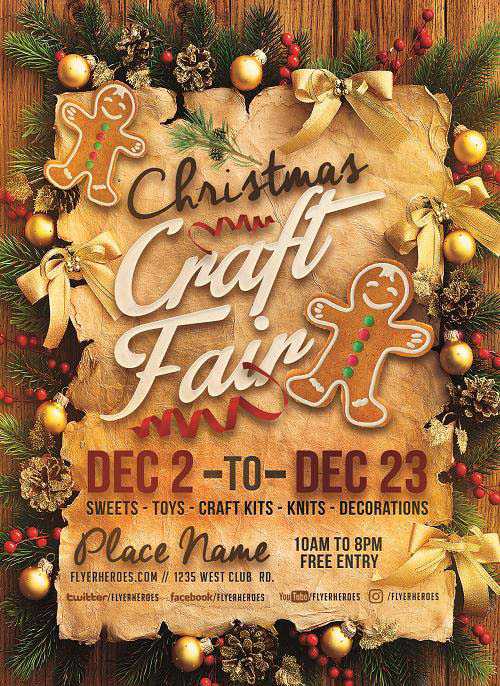 Christmas
Craft
Fair
DEC 2 -TO- DEC 23
SWEETS - TOYS - CRAFT KITS - KNITS - DECORATIONS
Place Name
FLYERHEROES.COM // 1235 WEST CLUB RD.
10AM TO 8PM
FREE ENTRY
twitter/FLYERHEROES facebook/FLYERHEROES YouTube/FLYERHEROES /FLYERHEROES